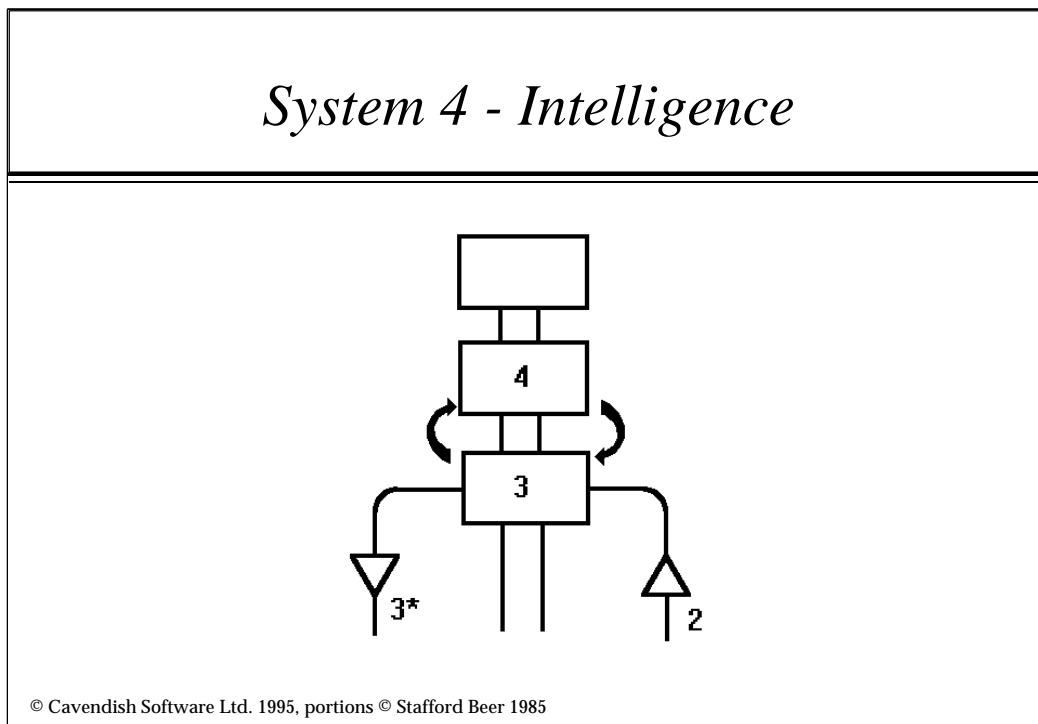 System 4 - Intelligence
4
3
3*
2
© Cavendish Software Ltd. 1995, portions © Stafford Beer 1985